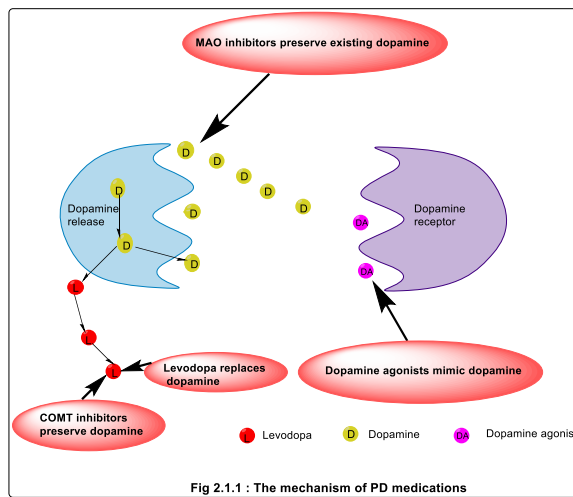 MAO inhibitors preserve existing dopamine
D
D
D
D
D
D
D
D
D
D
Dopamine
release
Dopamine
receptor
DA
DA
L
L
L
Levodopa replaces
dopamine
Dopamine agonists mimic dopamine
COMT inhibitors
preserve dopamine
L Levodopa
D Dopamine
DA Dopamine agonis
Fig 2.1.1 : The mechanism of PD medications